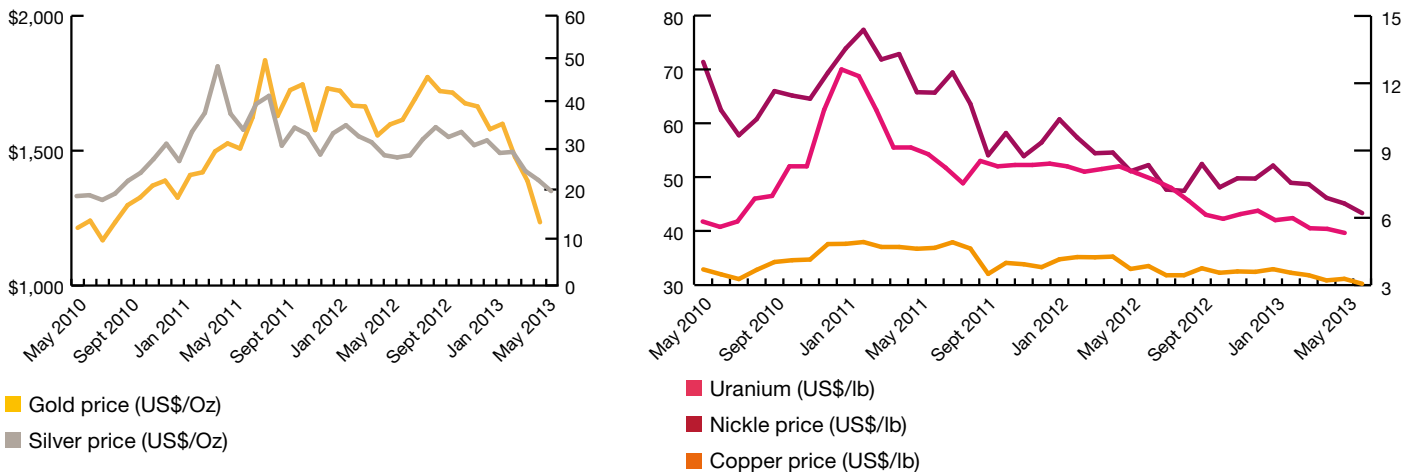 $2,000
$1,500
$1,000
60
50
40
30
20
10
0
May 2010
Sept 2010
Jan 2011
May 2011
Sept 2011
Jan 2012
May 2012
Sept 2012
Jan 2013
May 2013
Gold price (US$/Oz)
Silver price (US$/Oz)
80
70
60
50
40
30
15
12
9
6
3
May 2010
Sept 2010
Jan 2011
May 2011
Sept 2011
Jan 2012
May 2012
Sept 2012
Jan 2013
May 2013
Uranium (US$/lb)
Nickle price (US$/lb)
Copper price (US$/lb)